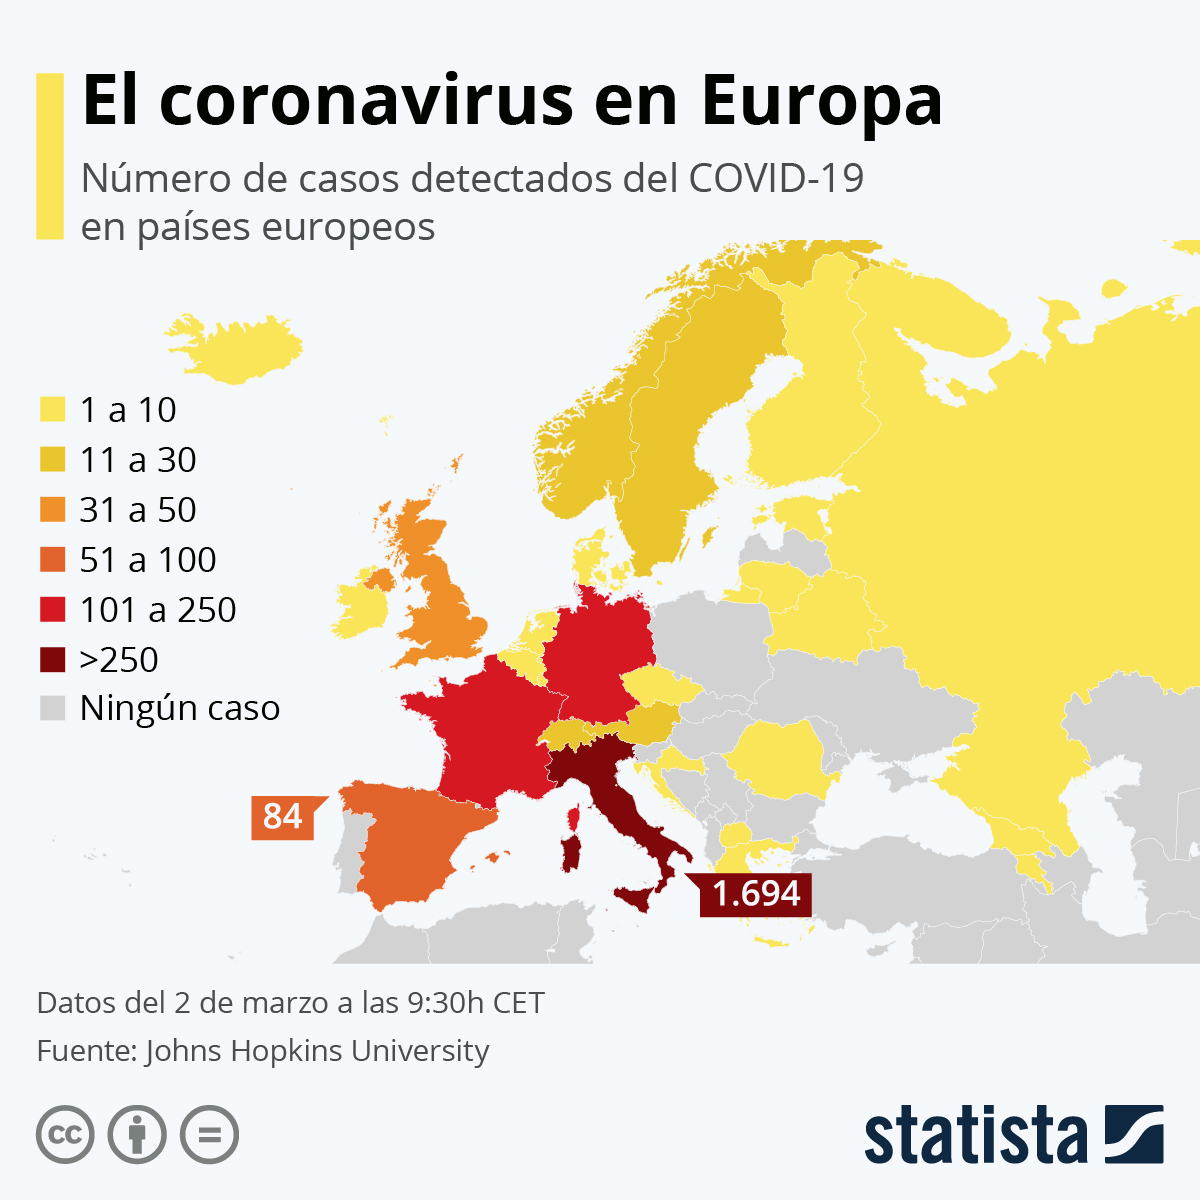 El coronavirus en Europa
Número de casos detectados del COVID-19
en países europeos
1 a 10
11 a 30
31 a 50
51 a 100
101 a 250
>250
Ningún caso
84
1.694
Datos del 2 de marzo a las 9:30h CET
Fuente: Johns Hopkins University
cc
statista